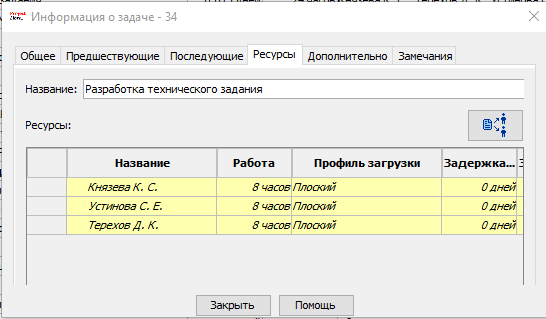 Информация о задаче - 34
Общее Предшествующие Последующие Ресурсы Дополнительно Замечания
Название: Разработка технического задания
Ресурсы:
Название Работа Профиль загрузки Задержка...
Князева К. С. 8 часов Плоский 0 дней
Устинова С. Е. 8 часов Плоский 0 дней
Терехов Д. К. 8 часов Плоский 0 дней
Закрыть Помощь